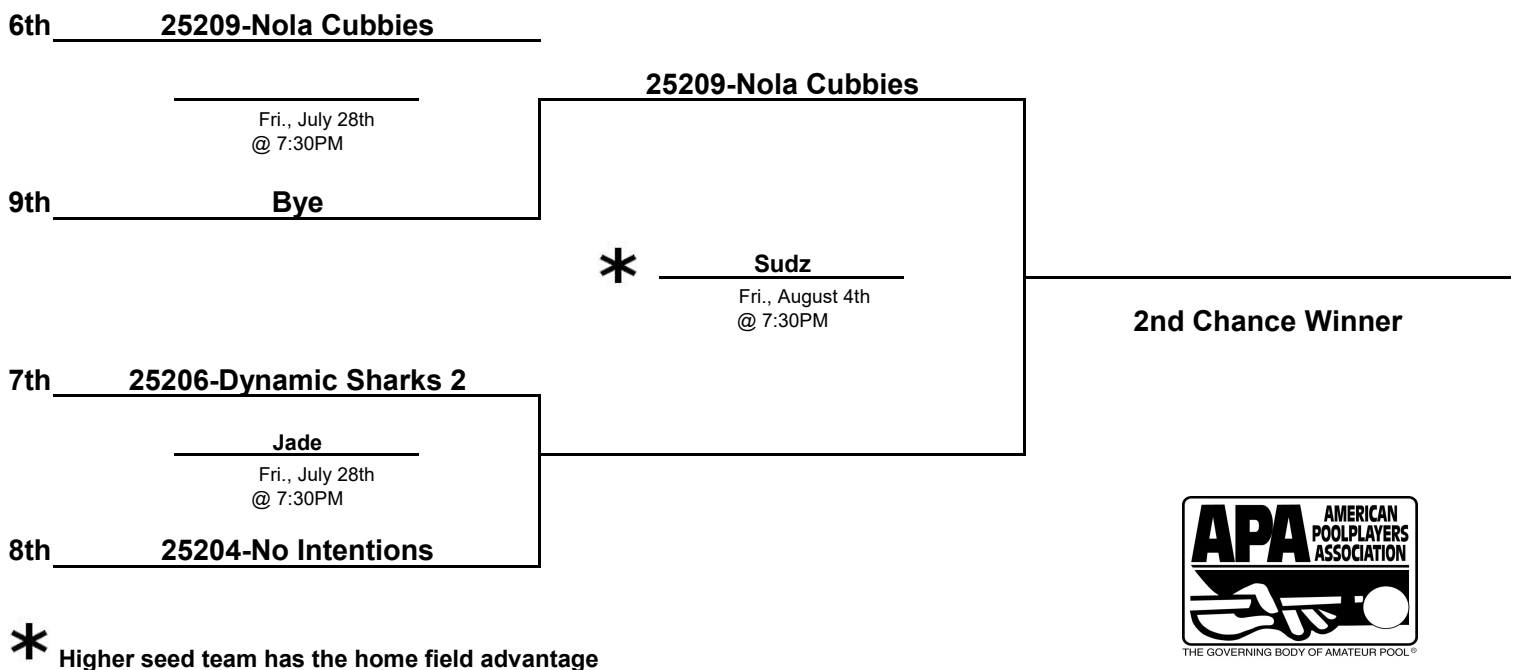 6th 25209-Nola Cubbies
25209-Nola Cubbies
Fri., July 28th
@ 7:30PM
9th Bye
* Sudz
Fri., August 4th
@ 7:30PM
2nd Chance Winner
7th 25206-Dynamic Sharks 2
Jade
Fri., July 28th
@ 7:30PM
8th 25204-No Intentions
APA AMERICAN
POOLPLAYERS
ASSOCIATION
THE GOVERNING BODY OF AMATEUR POOL®
* Higher seed team has the home field advantage